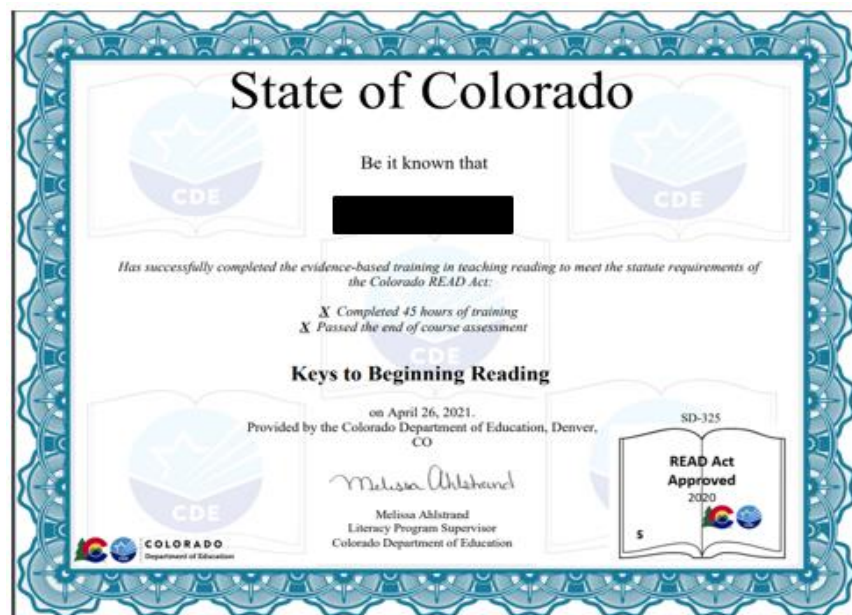 State of Colorado
Be it known that
Has successfully completed the evidence-based training in teaching reading to meet the statute requirements of
the Colorado READ Act:
X Completed 45 hours of training
X Passed the end of course assessment
Keys to Beginning Reading
on April 26, 2021.
Provided by the Colorado Department of Education, Denver,
CO
Melissa Ahlstrand
Melissa Ahlstrand
Literacy Program Supervisor
Colorado Department of Education
SD-325
READ Act
Approved
2020
5
COLORADO
Department of Education
CDE
CDE
CDE
CDE